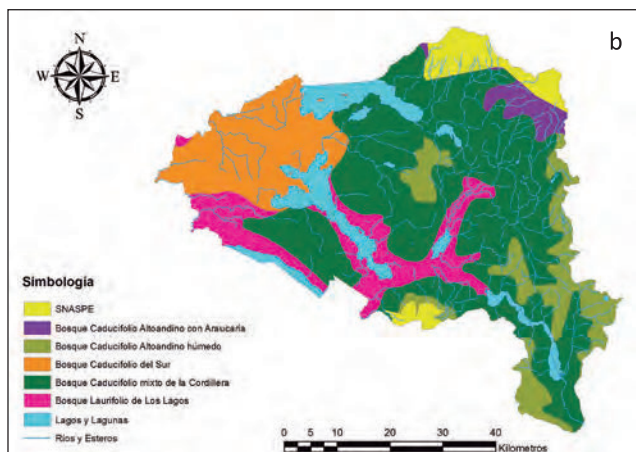 b
N
W E
S
Simbología
SNASPE
Bosque Caducifolio Altoandino con Araucaria
Bosque Caducifolio Altoandino húmedo
Bosque Caducifolio del Sur
Bosque Caducifolio mixto de la Cordillera
Bosque Laurifolio de Los Lagos
Lagos y Lagunas
Ríos y Esteros
0 5 10 20 30 40
Kilometros